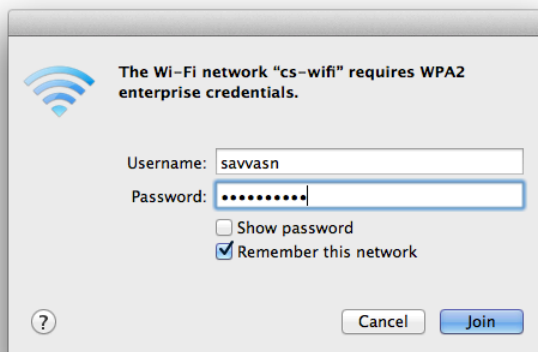 The Wi-Fi network “cs-wifi” requires WPA2
enterprise credentials.
Username: savvasn
Password: ••••••••••
Show password
Remember this network
? Cancel Join